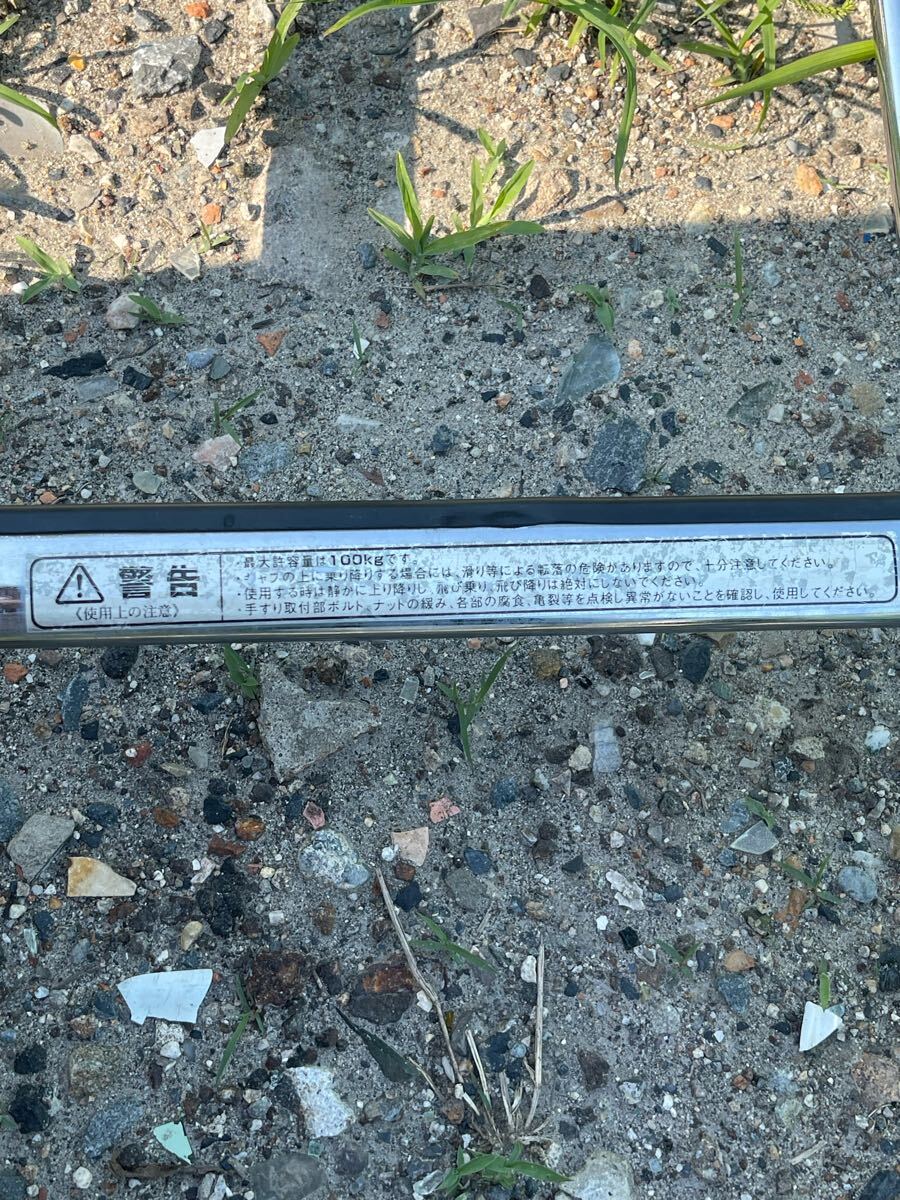 警告
《使用上の注意》
・最大許容量は100kgです。
・ジャブの上に乗り降りする場合には、滑り等による転落の危険がありますので、十分注意してください。
・使用する時は静かに上り降りし、飛び乗り、飛び降りは絶対にしないでください。
・手すり取付部ボルト、ナットの緩み、各部の腐食、亀裂等を点検し異常がないことを確認し、使用してください。